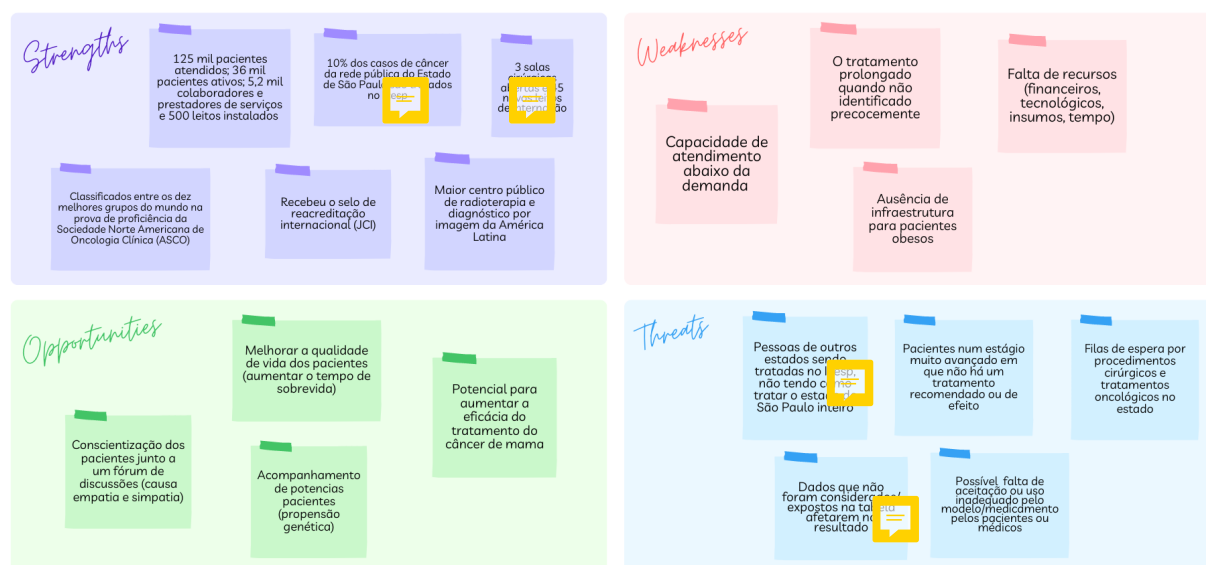 Strengths
125 mil pacientes
atendidos; 36 mil
pacientes ativos; 5,2 mil
colaboradores e
prestadores de serviços
e 500 leitos instalados
10% dos casos de câncer
da rede pública do Estado
de São Paulo
no
3 salas
de
Classificados entre os dez
melhores grupos do mundo na
prova de proficiência da
Sociedade Norte Americana de
Oncologia Clínica (ASCO)
Recebeu o selo de
reacreditação
internacional (JCI)
Maior centro público
de radioterapia e
diagnóstico por
imagem da América
Latina
Weaknesses
Capacidade de
atendimento
abaixo da
demanda
O tratamento
prolongado
quando não
identificado
precocemente
Falta de recursos
(financeiros,
tecnológicos,
insumos, tempo)
Ausência de
infraestrutura
para pacientes
obesos
Opportunities
Conscientização dos
pacientes junto a
um fórum de
discussões (causa
empatia e simpatia)
Melhorar a qualidade
de vida dos pacientes
(aumentar o tempo de
sobrevida)
Acompanhamento
de potencias
pacientes
(propensão
genética)
Potencial para
aumentar a
eficácia do
tratamento do
câncer de mama
Threats
Pessoas de outros
estados sendo
tratadas no
não tendo como
tratar o estado do
São Paulo inteiro
Pacientes num estágio
muito avançado em
que não há um
tratamento
recomendado ou de
efeito
Filas de espera por
procedimentos
cirúrgicos e
tratamentos
oncológicos no
estado
Dados que não
foram considerados/
expostos na tabela
afetarem no
resultado
Possível falta de
aceitação ou uso
inadequado pelo
modelo/medicamento
pelos pacientes ou
médicos